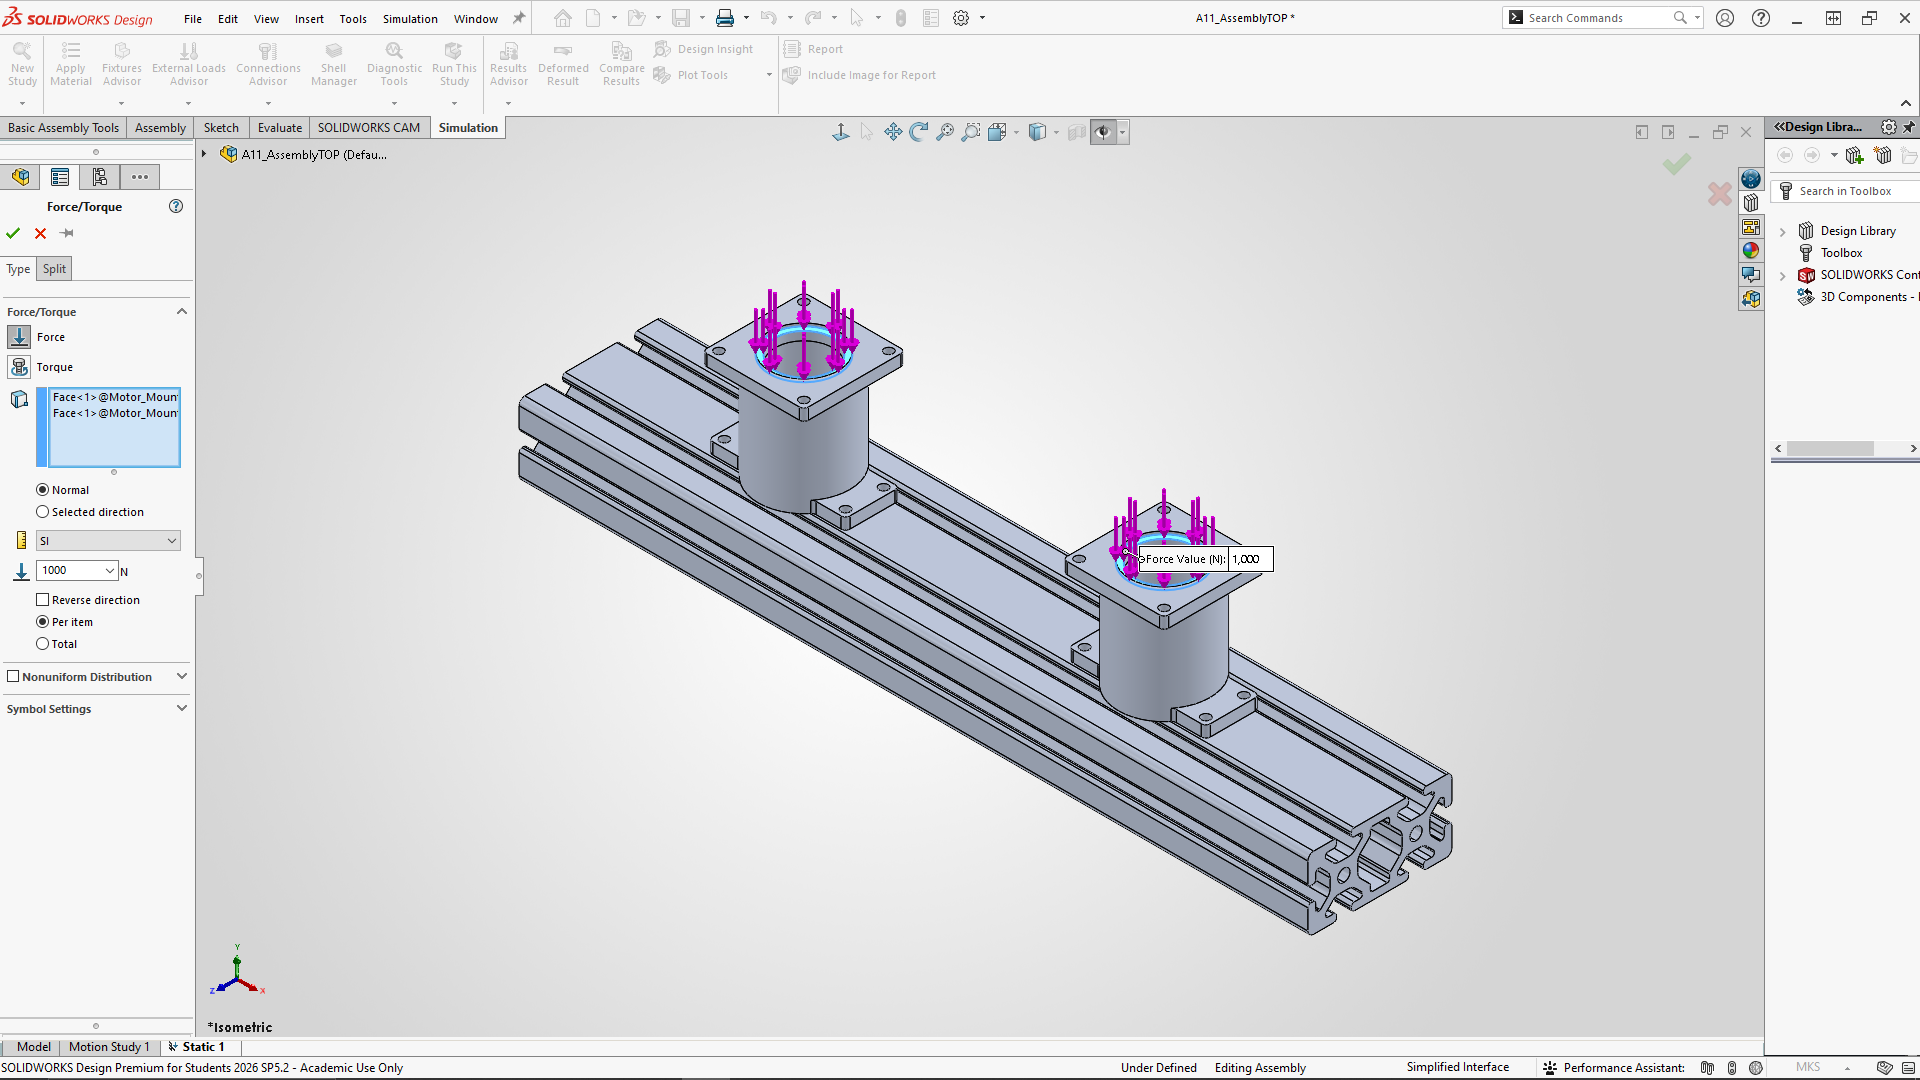 SOLIDWORKS Design
File Edit View Insert Tools Simulation Window
A11_AssemblyTOP *
Search Commands
New Study
Apply Material
Fixtures Advisor
External Loads Advisor
Connections Advisor
Shell Manager
Diagnostic Tools
Run This Study
Results Advisor
Deformed Result
Compare Results
Design Insight
Plot Tools
Report
Include Image for Report
Basic Assembly Tools Assembly Sketch Evaluate SOLIDWORKS CAM Simulation
A11_AssemblyTOP (Defau...
Force/Torque
Type Split
Force/Torque
Force
Torque
Face<1>@Motor_Moun
Face<1>@Motor_Moun
Normal
Selected direction
SI
1000 N
Reverse direction
Per item
Total
Nonuniform Distribution
Symbol Settings
Force Value (N): 1,000
Y
Z
X
*Isometric
Design Libra...
Search in Toolbox
Design Library
Toolbox
SOLIDWORKS Cont
3D Components -
Model Motion Study 1 Static 1
SOLIDWORKS Design Premium for Students 2026 SP5.2 - Academic Use Only
Under Defined Editing Assembly Simplified Interface Performance Assistant: MKS